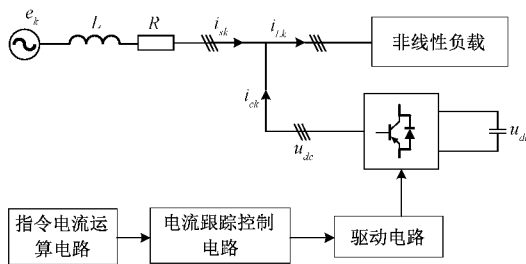 e_k
L
R
i_sk
i_Lk
非线性负载
i_ck
u_dc
u_dc
指令电流运
算电路
电流跟踪控制
电路
驱动电路